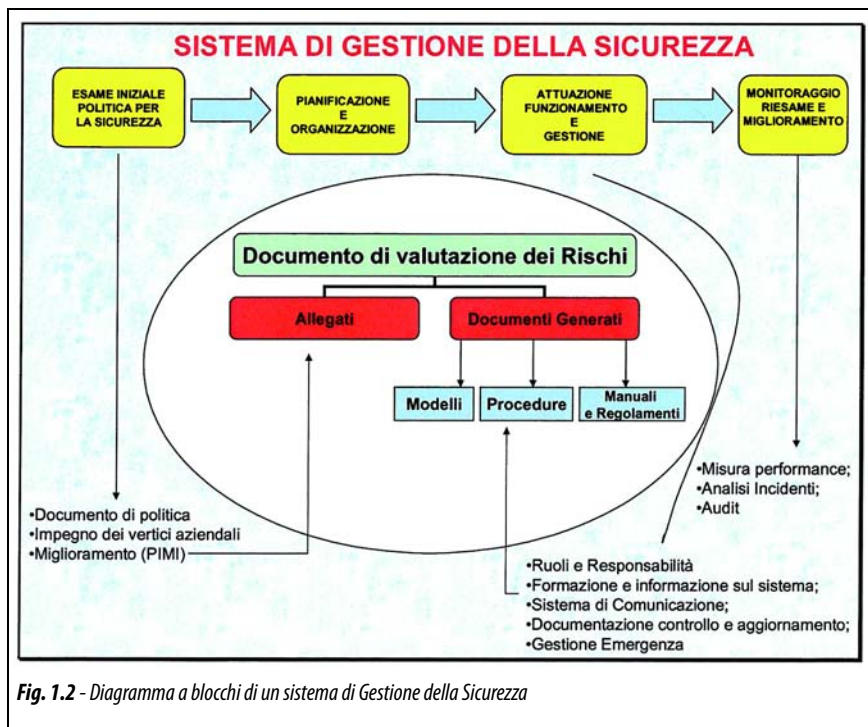 SISTEMA DI GESTIONE DELLA SICUREZZA
ESAME INIZIALE
POLITICA PER
LA SICUREZZA
PIANIFICAZIONE
E
ORGANIZZAZIONE
ATTUAZIONE
FUNZIONAMENTO
E
GESTIONE
MONITORAGGIO
RIESAME E
MIGLIORAMENTO
Documento di valutazione dei Rischi
Allegati
Documenti Generati
Modelli
Procedure
Manuali
e Regolamenti
•Misura performance;
•Analisi Incidenti;
•Audit
•Documento di politica
•Impegno dei vertici aziendali
•Miglioramento (PIMI)
•Ruoli e Responsabilità
•Formazione e informazione sul sistema;
•Sistema di Comunicazione;
•Documentazione controllo e aggiornamento;
•Gestione Emergenza
Fig. 1.2 - Diagramma a blocchi di un sistema di Gestione della Sicurezza